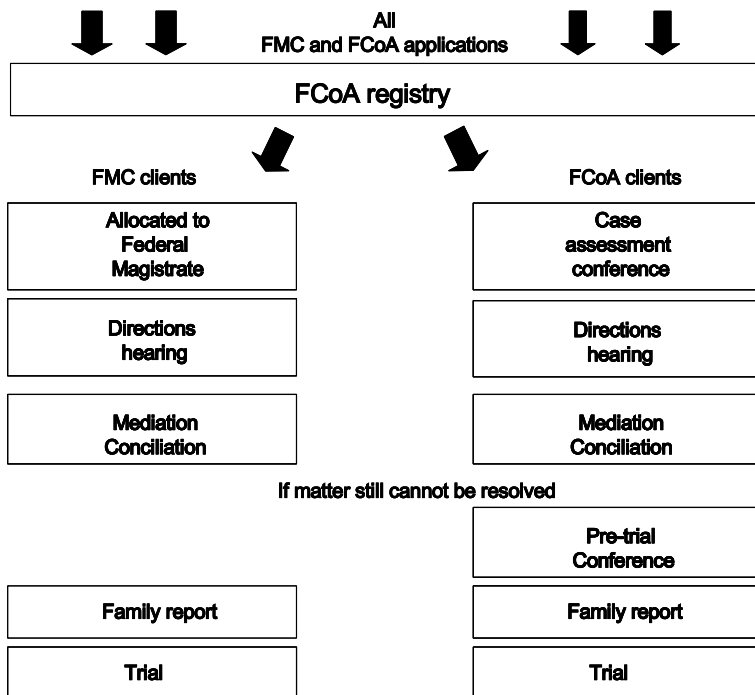 All
FMC and FCoA applications
FCoA registry
FMC clients
Allocated to
Federal
Magistrate
Directions
hearing
Mediation
Conciliation
FCoA clients
Case
assessment
conference
Directions
hearing
Mediation
Conciliation
If matter still cannot be resolved
Family report
Trial
Pre-trial
Conference
Family report
Trial